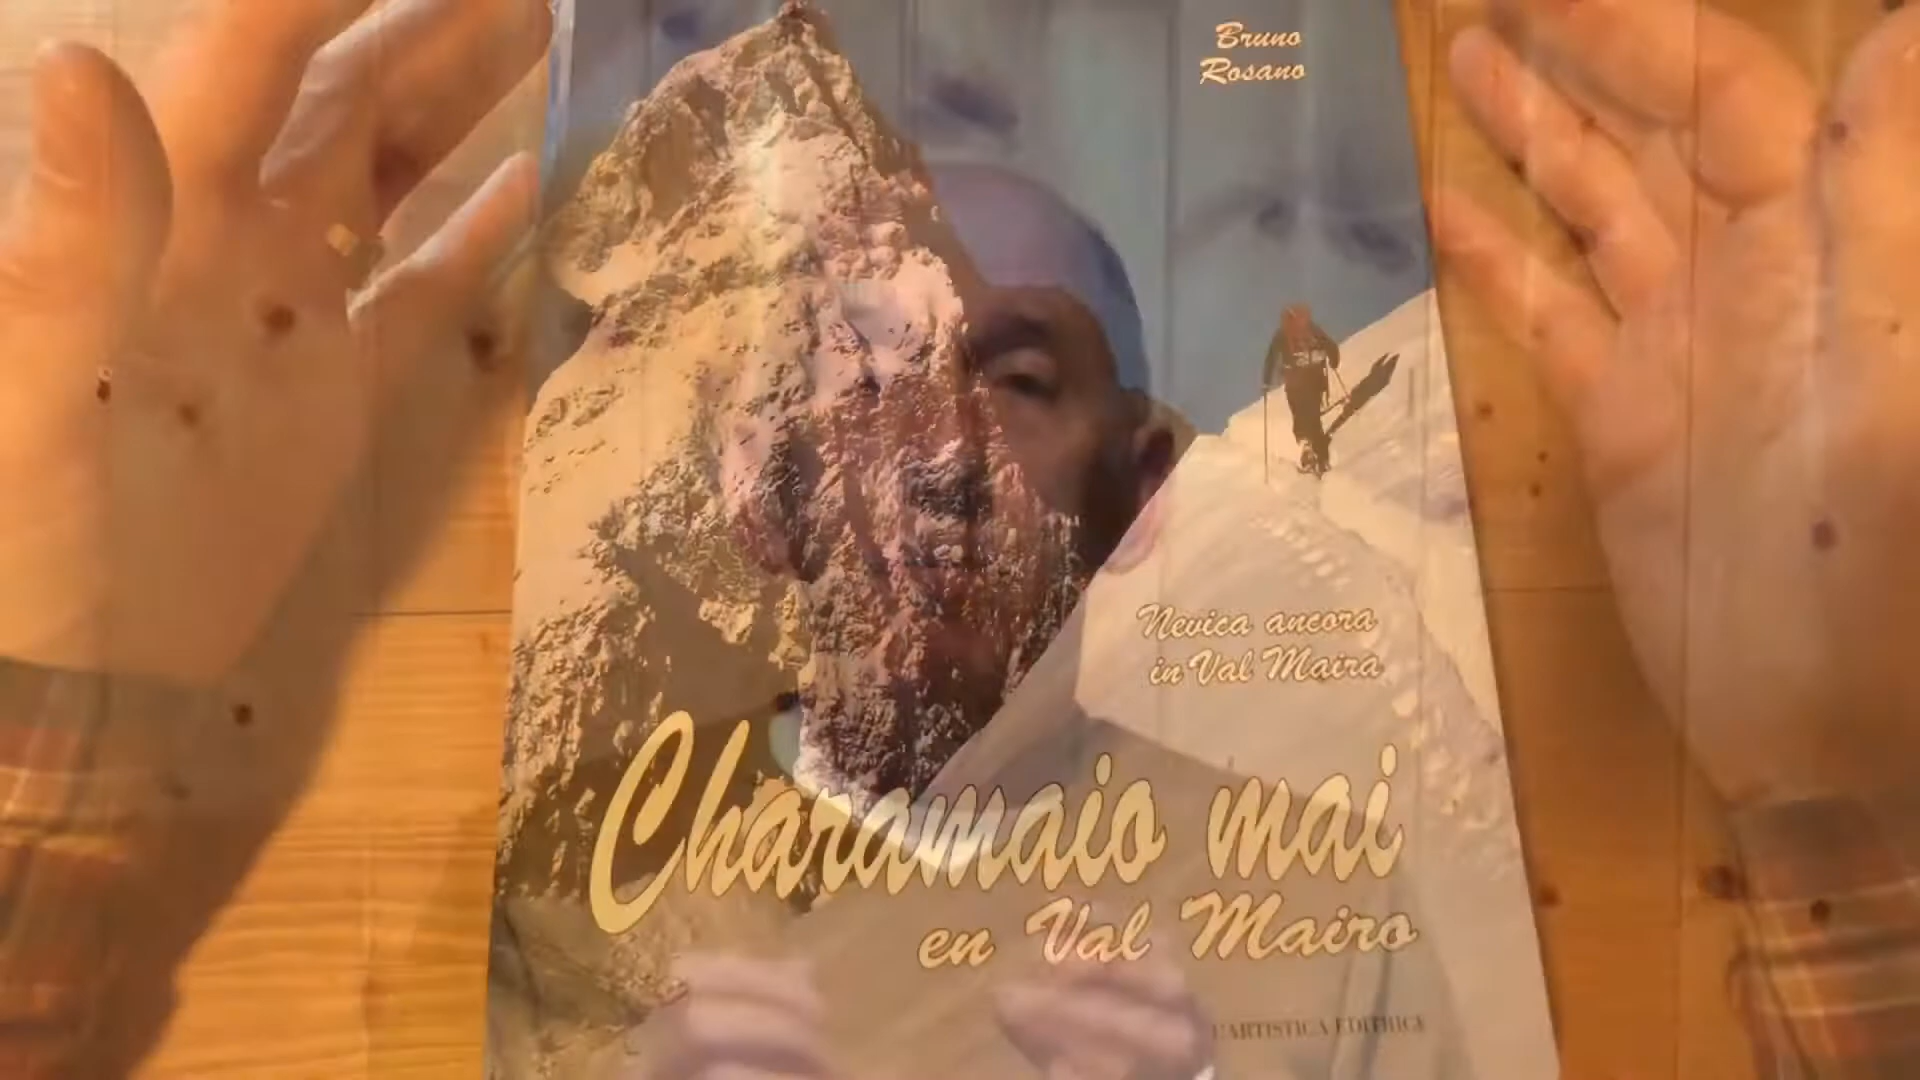 Bruno
Rosano
Nevica ancora
in Val Maira
Charamaio mai
en Val Mairo
L'ARTISTICA EDITRICE